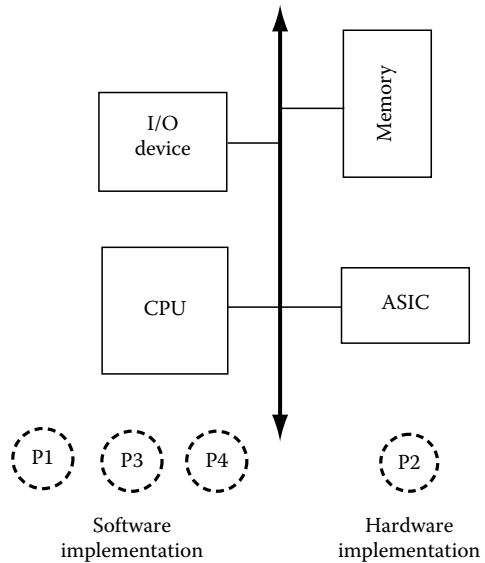 I/O
device
Memory
CPU
ASIC
P1
P3
P4
P2
Software
implementation
Hardware
implementation